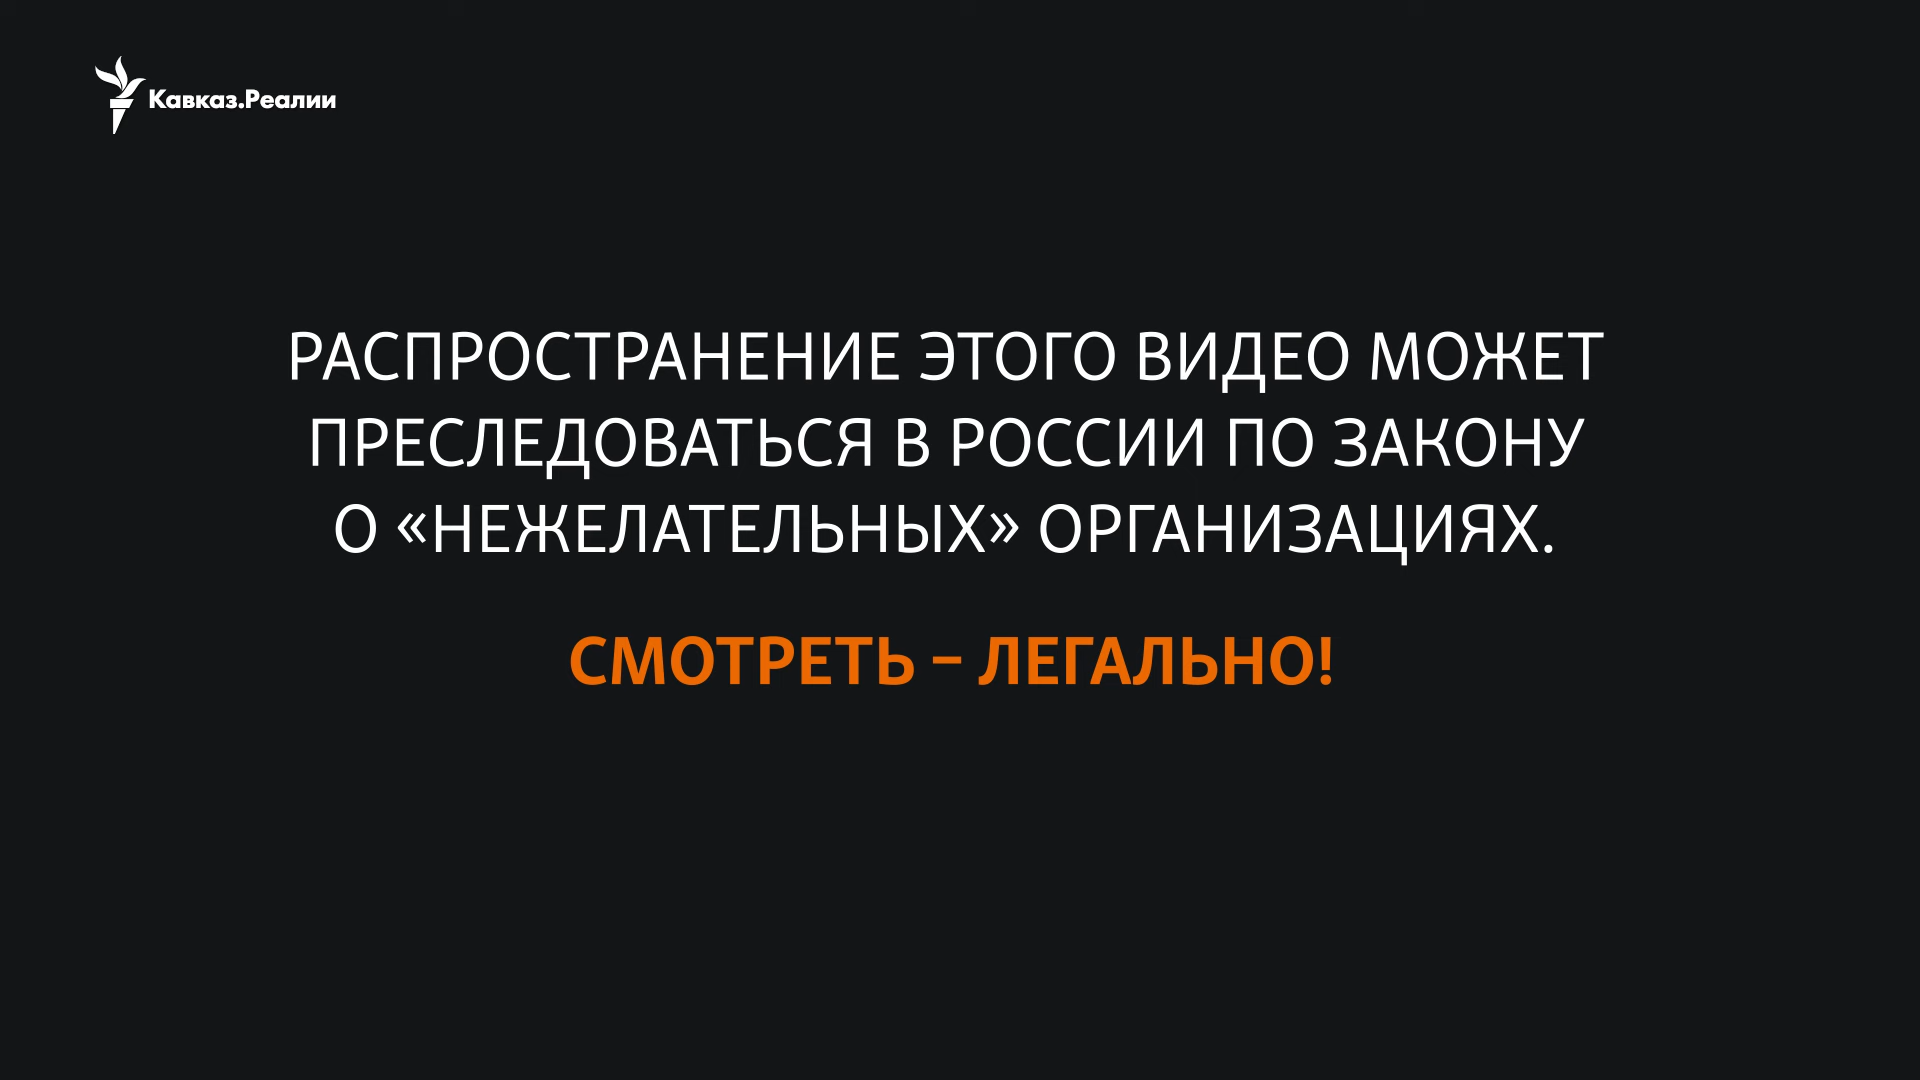 Кавказ.Реалии
РАСПРОСТРАНЕНИЕ ЭТОГО ВИДЕО МОЖЕТ
ПРЕСЛЕДОВАТЬСЯ В РОССИИ ПО ЗАКОНУ
О «НЕЖЕЛАТЕЛЬНЫХ» ОРГАНИЗАЦИЯХ.
СМОТРЕТЬ – ЛЕГАЛЬНО!